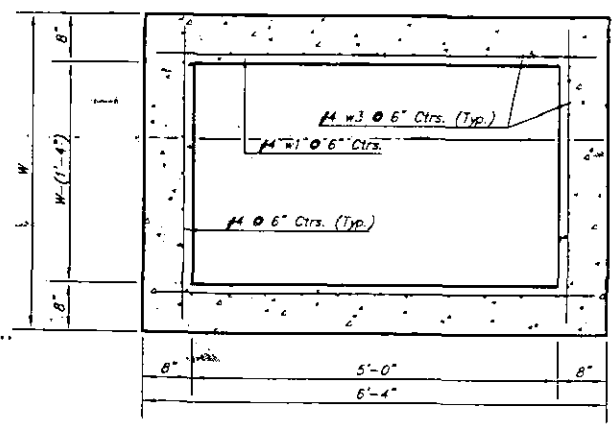 8"
W
W-(1'-4")
8"
#4 w3 @ 6" Ctrs. (Typ.)
#4 w1 @ 6" Ctrs.
#4 @ 6" Ctrs. (Typ.)
8"
5'-0"
8"
6'-4"